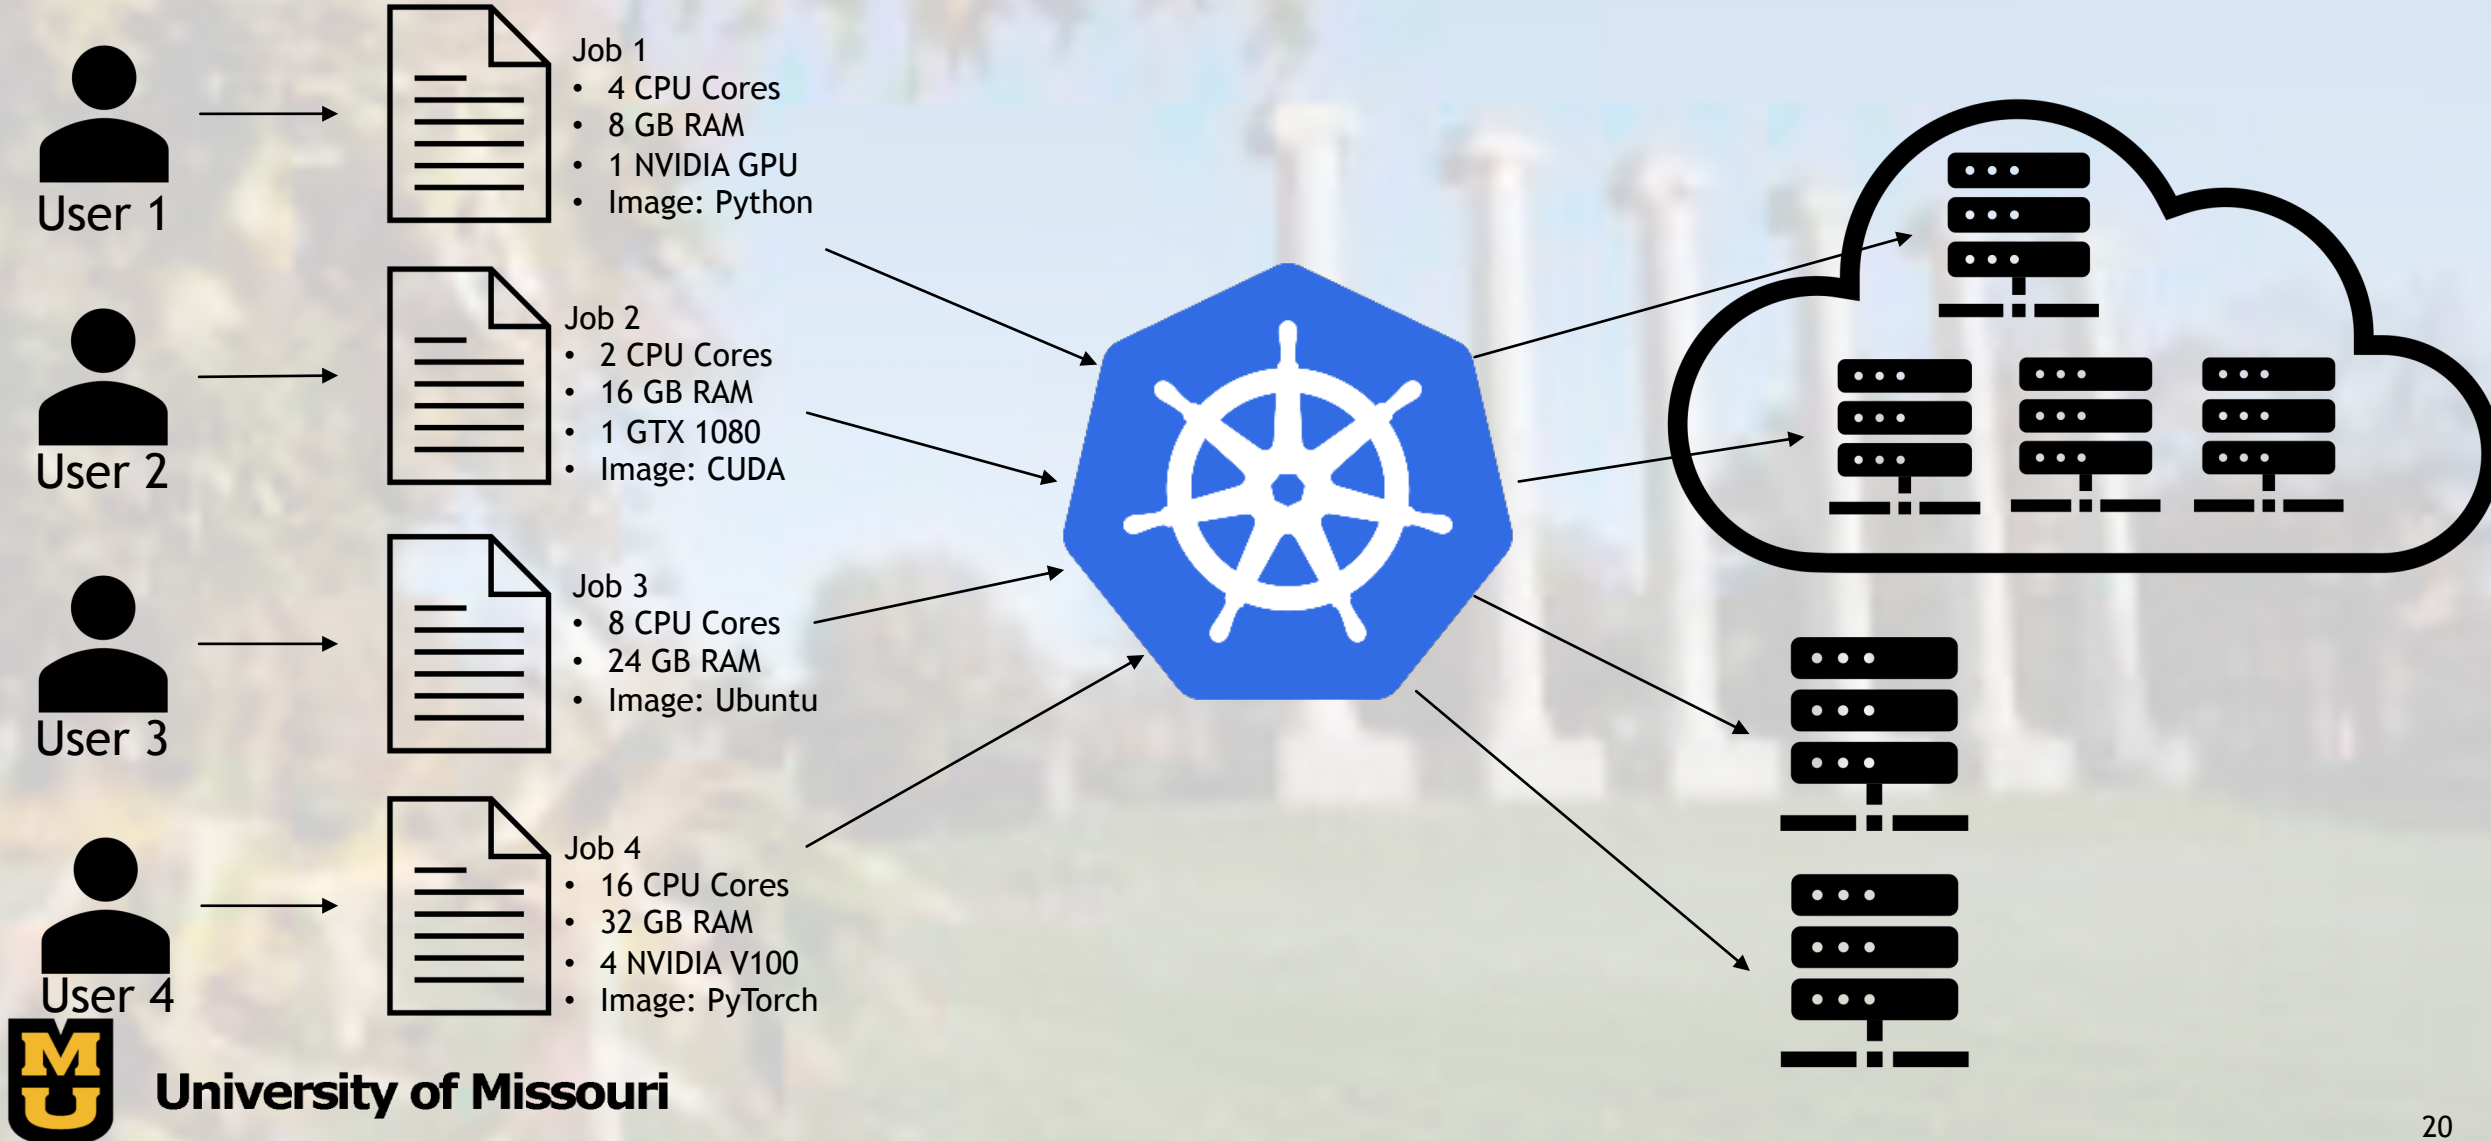 User 1
Job 1
• 4 CPU Cores
• 8 GB RAM
• 1 NVIDIA GPU
• Image: Python
User 2
Job 2
• 2 CPU Cores
• 16 GB RAM
• 1 GTX 1080
• Image: CUDA
User 3
Job 3
• 8 CPU Cores
• 24 GB RAM
• Image: Ubuntu
User 4
Job 4
• 16 CPU Cores
• 32 GB RAM
• 4 NVIDIA V100
• Image: PyTorch
MU
University of Missouri
20